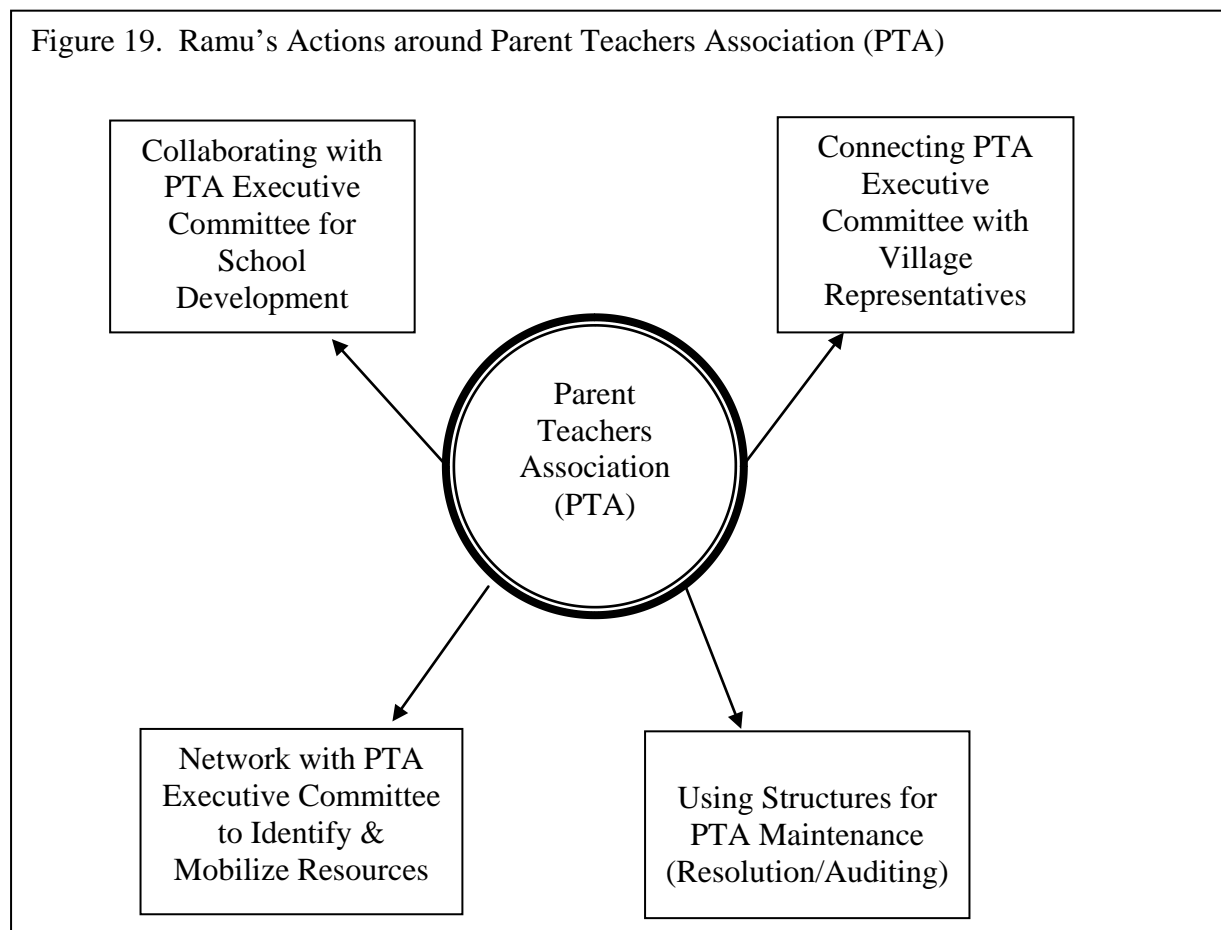 Figure 19.  Ramu's Actions around Parent Teachers Association (PTA)
Collaborating with
PTA Executive
Committee for
School
Development
Connecting PTA
Executive
Committee with
Village
Representatives
Parent
Teachers
Association
(PTA)
Network with PTA
Executive Committee
to Identify &
Mobilize Resources
Using Structures for
PTA Maintenance
(Resolution/Auditing)